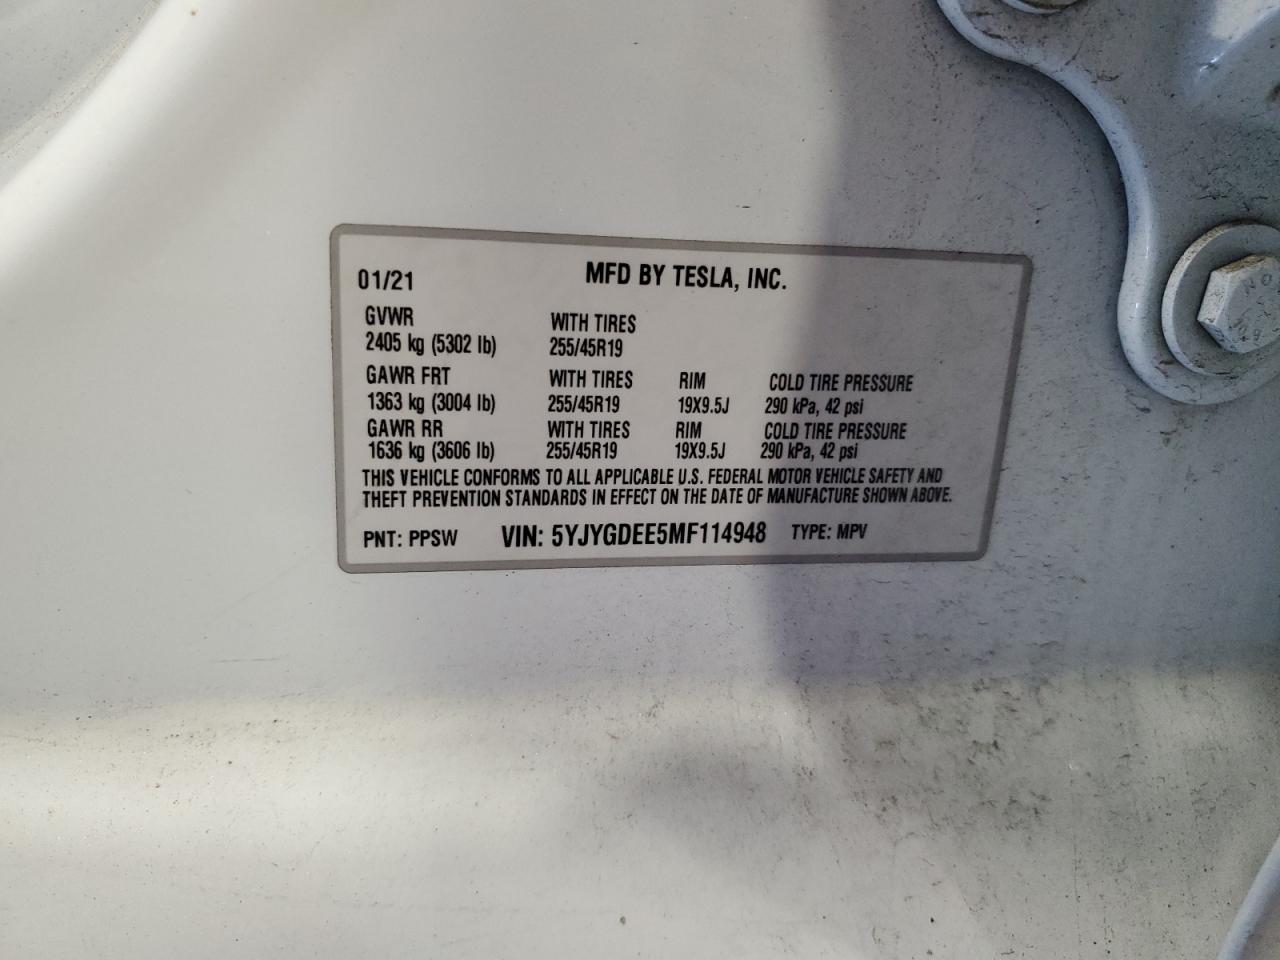 01/21 MFD BY TESLA, INC.
GVWR WITH TIRES
2405 kg (5302 lb) 255/45R19
GAWR FRT WITH TIRES RIM COLD TIRE PRESSURE
1363 kg (3004 lb) 255/45R19 19X9.5J 290 kPa, 42 psi
GAWR RR WITH TIRES RIM COLD TIRE PRESSURE
1636 kg (3606 lb) 255/45R19 19X9.5J 290 kPa, 42 psi
THIS VEHICLE CONFORMS TO ALL APPLICABLE U.S. FEDERAL MOTOR VEHICLE SAFETY AND
THEFT PREVENTION STANDARDS IN EFFECT ON THE DATE OF MANUFACTURE SHOWN ABOVE.
PNT: PPSW VIN: 5YJYGDEE5MF114948 TYPE: MPV